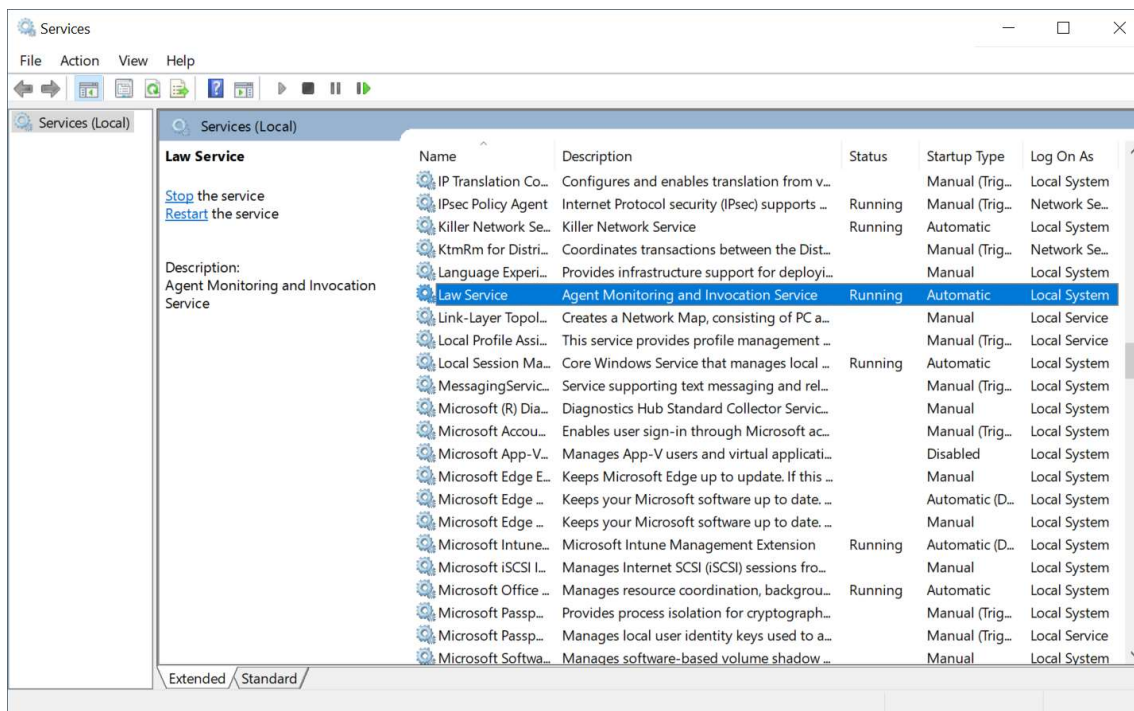 Services
File Action View Help
Services (Local)
Services (Local)
Law Service
Stop the service
Restart the service
Description:
Agent Monitoring and Invocation
Service
Name Description Status Startup Type Log On As
IP Translation Co... Configures and enables translation from v... Manual (Trig... Local System
IPsec Policy Agent Internet Protocol security (IPsec) supports ... Running Manual (Trig... Network Se...
Killer Network Se... Killer Network Service Running Automatic Local System
KtmRm for Distri... Coordinates transactions between the Dist... Manual (Trig... Network Se...
Language Experi... Provides infrastructure support for deployi... Manual Local System
Law Service Agent Monitoring and Invocation Service Running Automatic Local System
Link-Layer Topol... Creates a Network Map, consisting of PC a... Manual Local Service
Local Profile Assi... This service provides profile management ... Manual (Trig... Local Service
Local Session Ma... Core Windows Service that manages local ... Running Automatic Local System
MessagingServic... Service supporting text messaging and rel... Manual (Trig... Local System
Microsoft (R) Dia... Diagnostics Hub Standard Collector Servic... Manual Local System
Microsoft Accou... Enables user sign-in through Microsoft ac... Manual (Trig... Local System
Microsoft App-V... Manages App-V users and virtual applicati... Disabled Local System
Microsoft Edge E... Keeps Microsoft Edge up to update. If this ... Manual Local System
Microsoft Edge ... Keeps your Microsoft software up to date. ... Automatic (D... Local System
Microsoft Edge ... Keeps your Microsoft software up to date. ... Manual Local System
Microsoft Intune... Microsoft Intune Management Extension Running Automatic (D... Local System
Microsoft iSCSI I... Manages Internet SCSI (iSCSI) sessions fro... Manual Local System
Microsoft Office ... Manages resource coordination, backgrou... Running Automatic Local System
Microsoft Passp... Provides process isolation for cryptograph... Manual (Trig... Local System
Microsoft Passp... Manages local user identity keys used to a... Manual (Trig... Local Service
Microsoft Softwa... Manages software-based volume shadow ... Manual Local System
Extended Standard